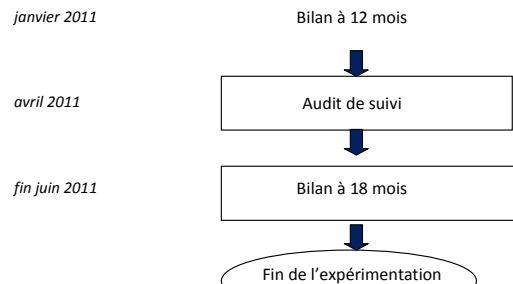 janvier 2011 Bilan à 12 mois
avril 2011 Audit de suivi
fin juin 2011 Bilan à 18 mois
Fin de l’expérimentation